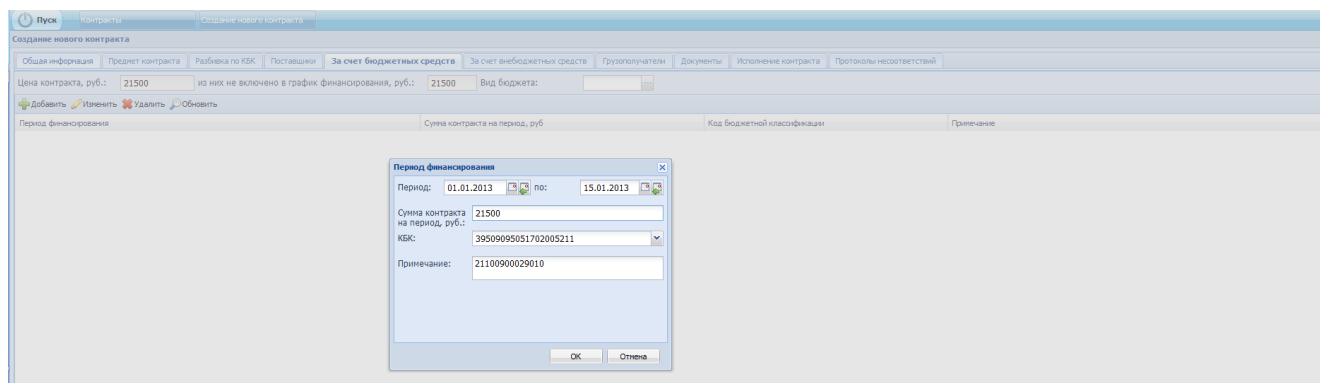 Пуск Контракты Создание нового контракта
Создание нового контракта
Общая информация Предмет контракта Разбивка по КБК Поставщики За счет бюджетных средств За счет внебюджетных средств Грузополучатели Документы Исполнение контракта Протоколы несоответствий
Цена контракта, руб.: 21500 из них не включено в график финансирования, руб.: 21500 Вид бюджета:
Добавить Изменить Удалить Обновить
Период финансирования Сумма контракта на период, руб Код бюджетной классификации Примечание
Период финансирования
Период: 01.01.2013 по: 15.01.2013
Сумма контракта 21500
на период, руб.:
КБК: 39509095051702005211
Примечание: 21100900029010
ОК Отмена